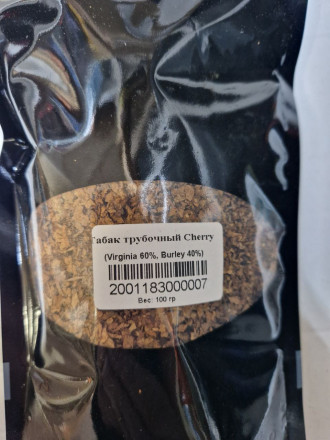 Табак трубочный Cherry
(Virginia 60%, Burley 40%)
2001183000007
Вес: 100 гр